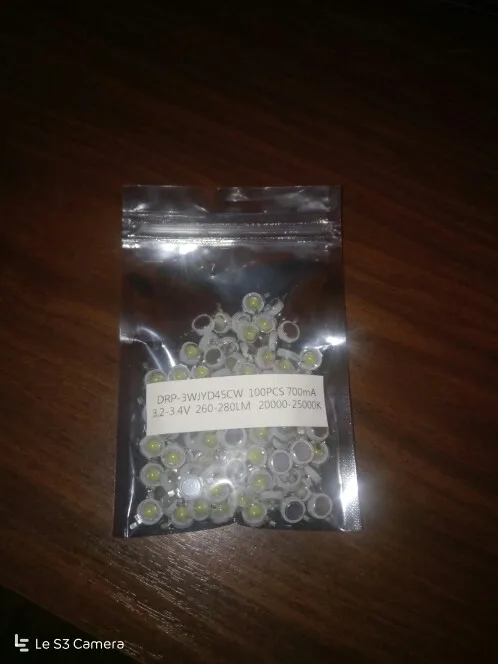 DRP-3WJYD45CW 100PCS 700mA
3.2-3.4V 260-280LM 20000-25000K
Le S3 Camera